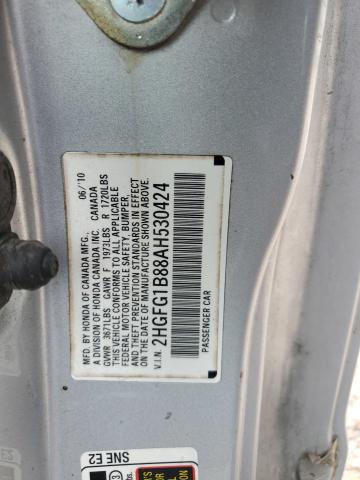 MFD. BY HONDA OF CANADA MFG., 06/'10
A DIVISION OF HONDA CANADA INC. CANADA
GVWR 3671LBS GAWR F 1973LBS R 1720LBS
THIS VEHICLE CONFORMS TO ALL APPLICABLE
FEDERAL MOTOR VEHICLE SAFETY, BUMPER,
AND THEFT PREVENTION STANDARDS IN EFFECT
ON THE DATE OF MANUFACTURE SHOWN ABOVE.
V.I.N. 2HGFG1B88AH530424
PASSENGER CAR
SNE E2